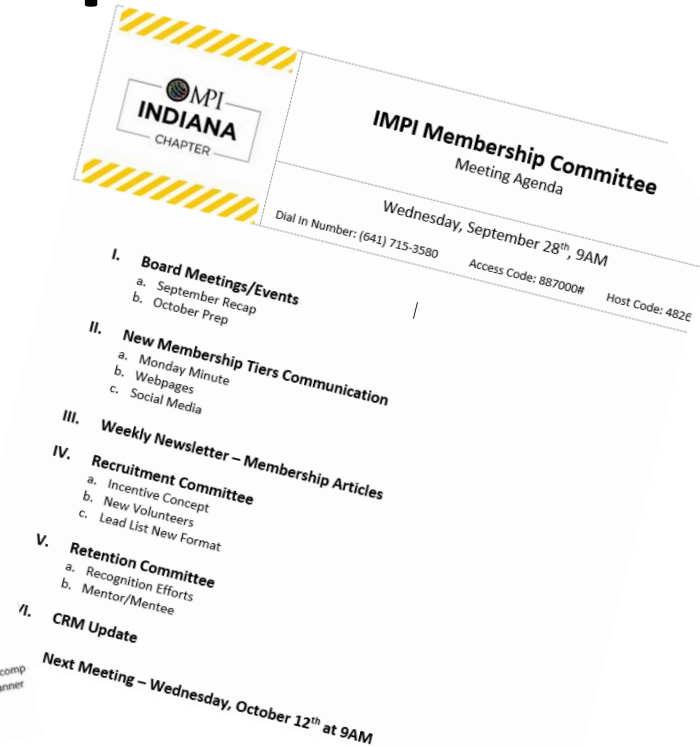 MPI
INDIANA
CHAPTER
IMPI Membership Committee
Meeting Agenda
Wednesday, September 28th, 9AM
Dial In Number: (641) 715-3580 Access Code: 887000# Host Code: 482
I. Board Meetings/Events
a. September Recap
b. October Prep
II. New Membership Tiers Communication
a. Monday Minute
b. Webpages
c. Social Media
III. Weekly Newsletter – Membership Articles
IV. Recruitment Committee
a. Incentive Concept
b. New Volunteers
c. Lead List New Format
V. Retention Committee
a. Recognition Efforts
b. Mentor/Mentee
VI. CRM Update
Next Meeting – Wednesday, October 12th at 9AM
comp
anner